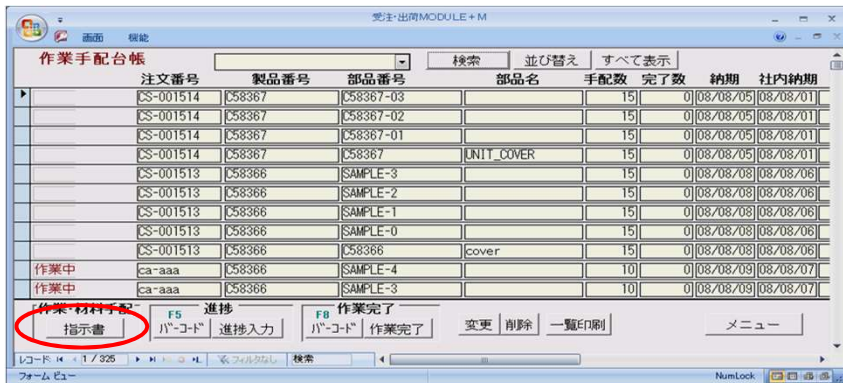 受注・出荷MODULE+M
画面 機能
作業手配台帳 検索 並び替え すべて表示
注文番号 製品番号 部品番号 部品名 手配数 完了数 納期 社内納期
CS-001514 C58367 C58367-03 15 0 08/08/05 08/08/01
CS-001514 C58367 C58367-02 15 0 08/08/05 08/08/01
CS-001514 C58367 C58367-01 15 0 08/08/05 08/08/01
CS-001514 C58367 C58367 UNIT_COVER 15 0 08/08/05 08/08/01
CS-001513 C58366 SAMPLE-3 15 0 08/08/08 08/08/06
CS-001513 C58366 SAMPLE-2 15 0 08/08/08 08/08/06
CS-001513 C58366 SAMPLE-1 15 0 08/08/08 08/08/06
CS-001513 C58366 SAMPLE-0 15 0 08/08/08 08/08/06
CS-001513 C58366 C58366 cover 15 0 08/08/08 08/08/06
作業中 ca-aaa C58366 SAMPLE-4 10 0 08/08/09 08/08/07
作業中 ca-aaa C58366 SAMPLE-3 10 0 08/08/09 08/08/07
作業・材料手配 F5 進捗 F8 作業完了
指示書 バーコード 進捗入力 バーコード 作業完了 変更 削除 一覧印刷 メニュー
レコード: 1 / 325 フィルタなし 検索
フォーム ビュー NumLock